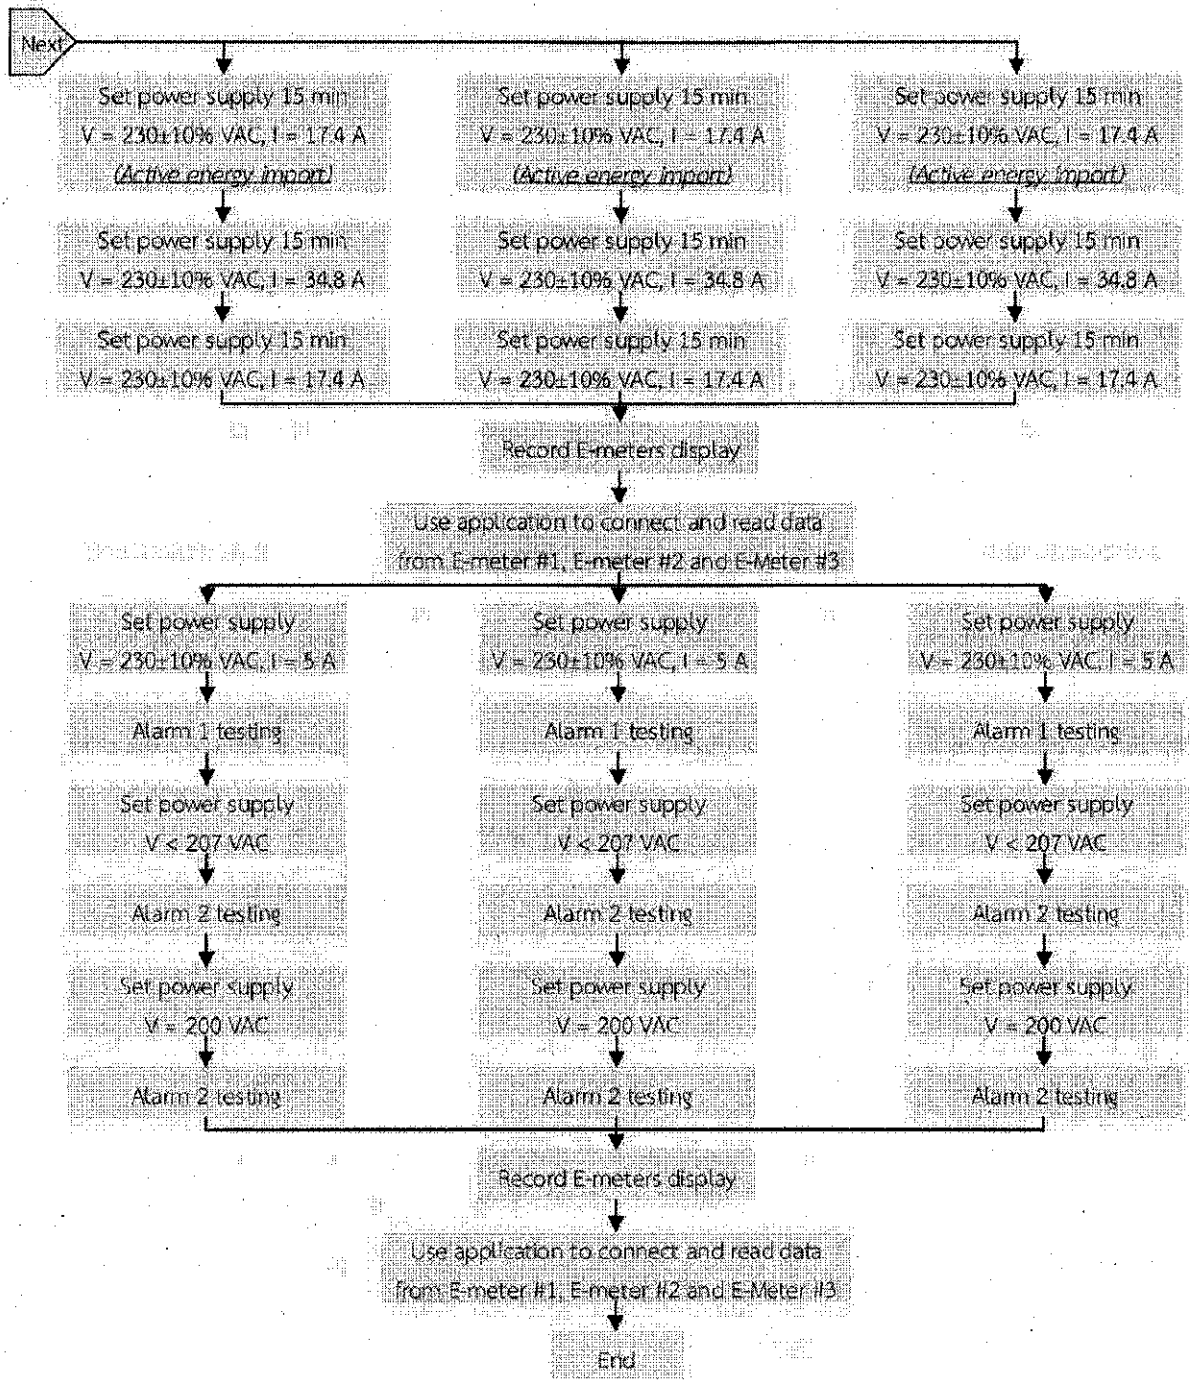 Next
Set power supply 15 min
V = 230±10% VAC, I = 17.4 A
(Active energy import)
Set power supply 15 min
V = 230±10% VAC, I = 17.4 A
(Active energy import)
Set power supply 15 min
V = 230±10% VAC, I = 17.4 A
(Active energy import)
Set power supply 15 min
V = 230±10% VAC, I = 34.8 A
Set power supply 15 min
V = 230±10% VAC, I = 34.8 A
Set power supply 15 min
V = 230±10% VAC, I = 34.8 A
Set power supply 15 min
V = 230±10% VAC, I = 17.4 A
Set power supply 15 min
V = 230±10% VAC, I = 17.4 A
Set power supply 15 min
V = 230±10% VAC, I = 17.4 A
Record E-meters display
Use application to connect and read data
from E-meter #1, E-meter #2 and E-Meter #3
Set power supply
V = 230±10% VAC, I = 5 A
Set power supply
V = 230±10% VAC, I = 5 A
Set power supply
V = 230±10% VAC, I = 5 A
Alarm 1 testing
Alarm 1 testing
Alarm 1 testing
Set power supply
V < 207 VAC
Set power supply
V < 207 VAC
Set power supply
V < 207 VAC
Alarm 2 testing
Alarm 2 testing
Alarm 2 testing
Set power supply
V = 200 VAC
Set power supply
V = 200 VAC
Set power supply
V = 200 VAC
Alarm 2 testing
Alarm 2 testing
Alarm 2 testing
Record E-meters display
Use application to connect and read data
from E-meter #1, E-meter #2 and E-Meter #3
End